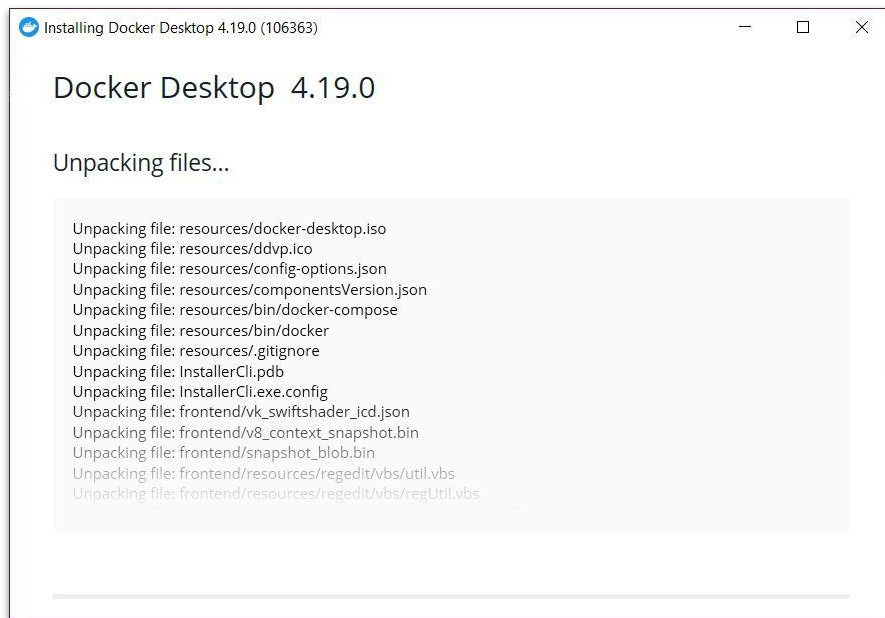 Installing Docker Desktop 4.19.0 (106363)
Docker Desktop 4.19.0
Unpacking files...
Unpacking file: resources/docker-desktop.iso
Unpacking file: resources/ddvp.ico
Unpacking file: resources/config-options.json
Unpacking file: resources/componentsVersion.json
Unpacking file: resources/bin/docker-compose
Unpacking file: resources/bin/docker
Unpacking file: resources/.gitignore
Unpacking file: InstallerCli.pdb
Unpacking file: InstallerCli.exe.config
Unpacking file: frontend/vk_swiftshader_icd.json
Unpacking file: frontend/v8_context_snapshot.bin
Unpacking file: frontend/snapshot_blob.bin
Unpacking file: frontend/resources/regedit/vbs/util.vbs
Unpacking file: frontend/resources/regedit/vbs/regUtil.vbs